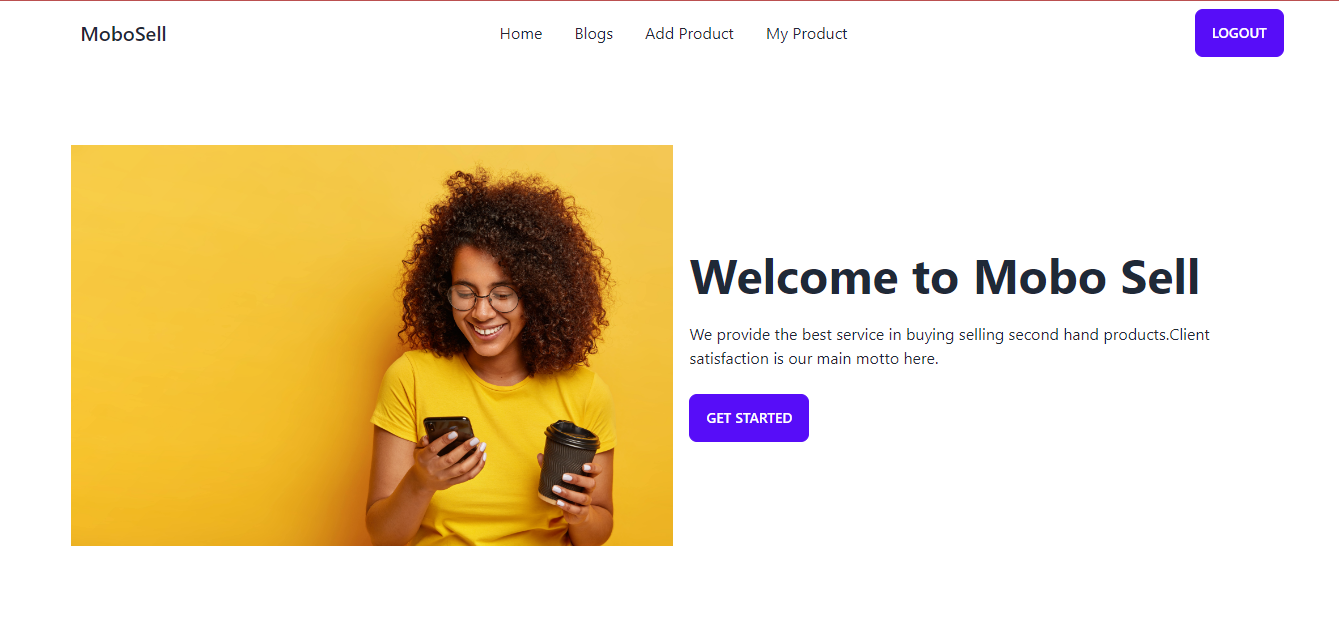 MoboSell
Home Blogs Add Product My Product
LOGOUT
Welcome to Mobo Sell
We provide the best service in buying selling second hand products.Client
satisfaction is our main motto here.
GET STARTED